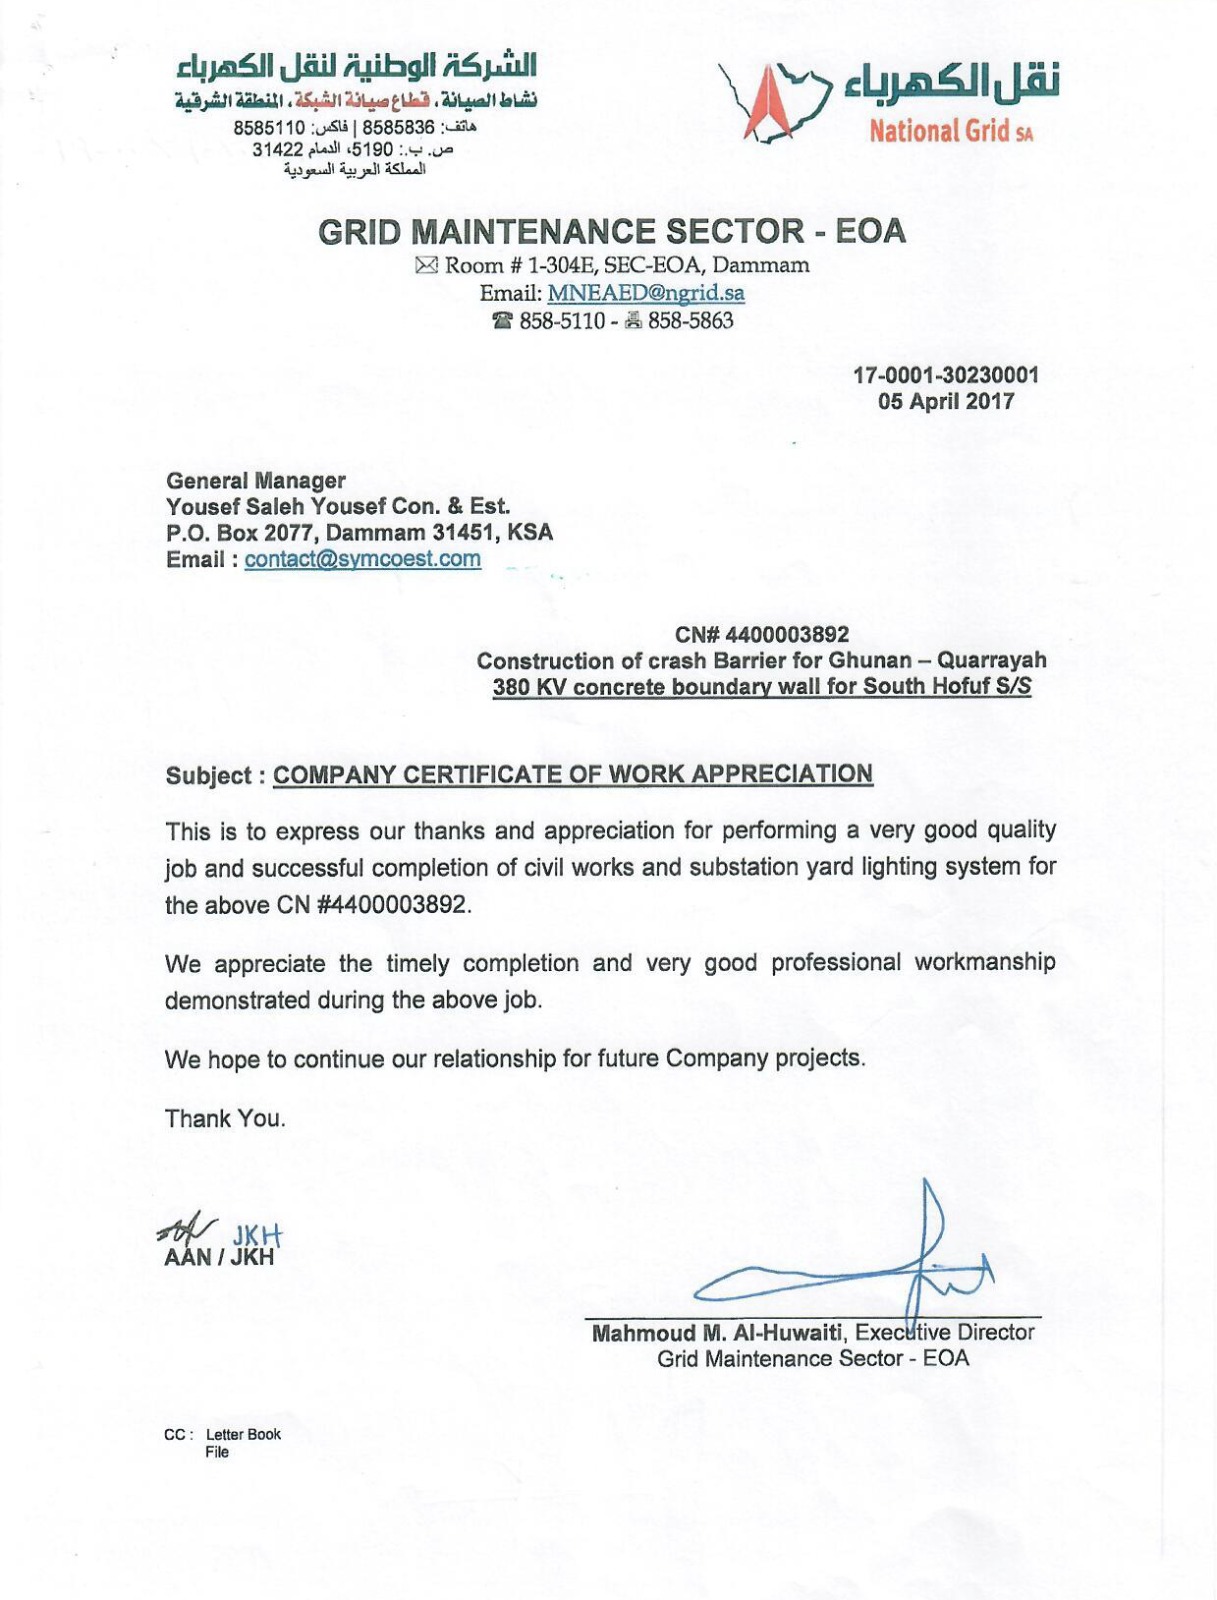 الشركة الوطنية لنقل الكهرباء
نشاط الصيانة، قطاع صيانة الشبكة، المنطقة الشرقية
هاتف: 8585836 | فاكس: 8585110
ص. ب.: 5190، الدمام 31422
المملكة العربية السعودية
نقل الكهرباء
National Grid SA
GRID MAINTENANCE SECTOR - EOA
Room # 1-304E, SEC-EOA, Dammam
Email: MNEAED@ngrid.sa
858-5110 - 858-5863
17-0001-30230001
05 April 2017
General Manager
Yousef Saleh Yousef Con. & Est.
P.O. Box 2077, Dammam 31451, KSA
Email : contact@symcoest.com
CN# 4400003892
Construction of crash Barrier for Ghunan – Quarrayah
380 KV concrete boundary wall for South Hofuf S/S
Subject : COMPANY CERTIFICATE OF WORK APPRECIATION
This is to express our thanks and appreciation for performing a very good quality
job and successful completion of civil works and substation yard lighting system for
the above CN #4400003892.
We appreciate the timely completion and very good professional workmanship
demonstrated during the above job.
We hope to continue our relationship for future Company projects.
Thank You.
JKH
AAN / JKH
Mahmoud M. Al-Huwaiti, Executive Director
Grid Maintenance Sector - EOA
CC : Letter Book
File